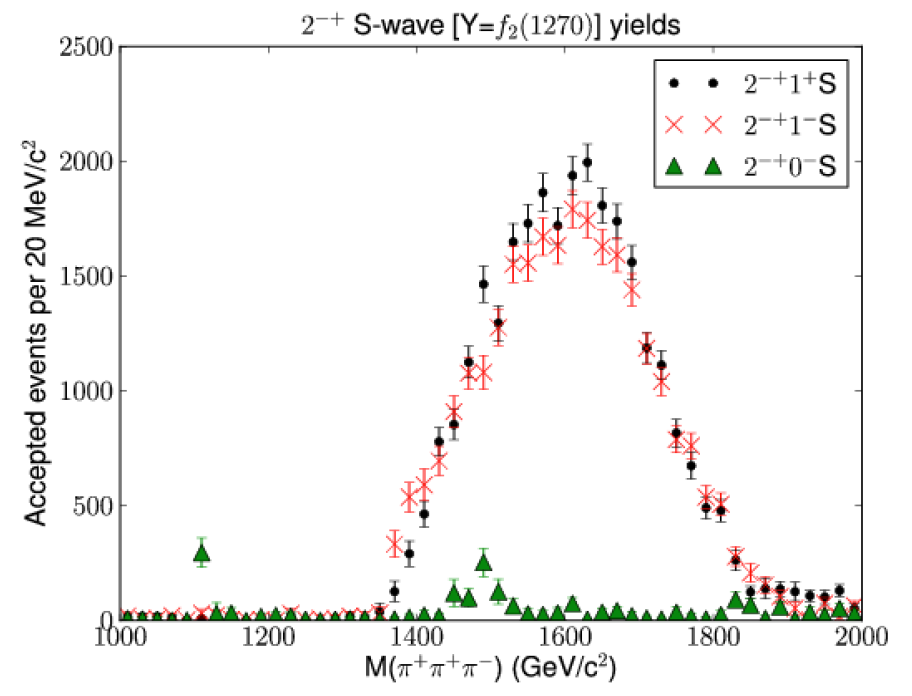 2⁻⁺ S-wave [Y=f₂(1270)] yields
2500
2000
1500
1000
500
0
Accepted events per 20 MeV/c²
2⁻⁺1⁺S
2⁻⁺1⁻S
2⁻⁺0⁻S
1000 1200 1400 1600 1800 2000
M(π⁺π⁺π⁻) (GeV/c²)